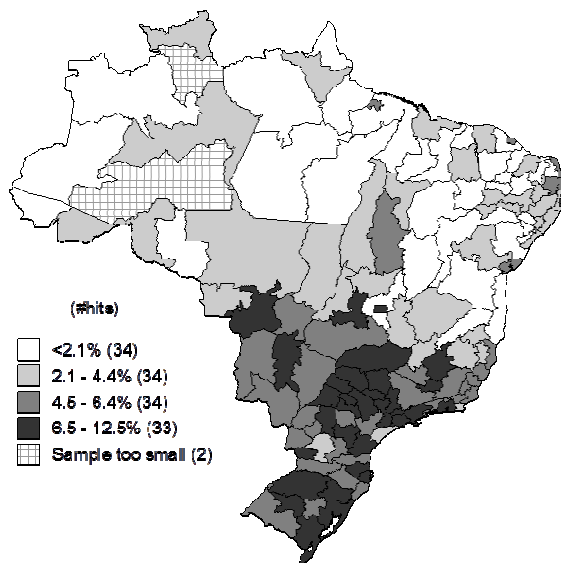 (#hits)
<2.1% (34)
2.1 - 4.4% (34)
4.5 - 6.4% (34)
6.5 - 12.5% (33)
Sample too small (2)